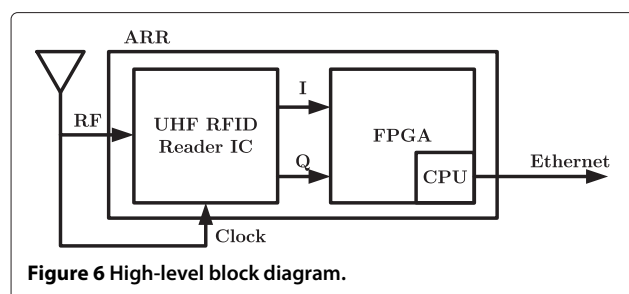 ARR
RF
UHF RFID
Reader IC
I
Q
FPGA
CPU
Ethernet
Clock
Figure 6 High-level block diagram.